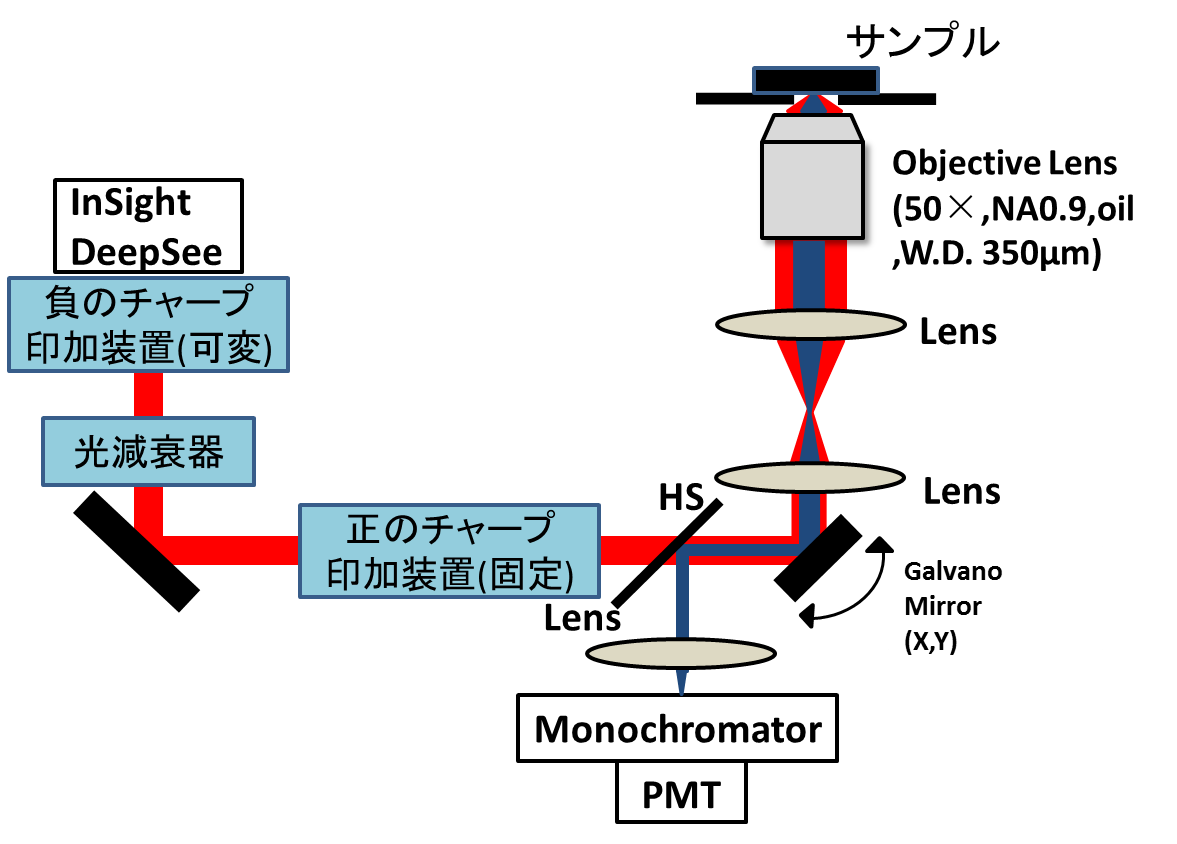 サンプル
Objective Lens
(50×,NA0.9,oil
,W.D. 350μm)
InSight
DeepSee
負のチャープ
印加装置(可変)
Lens
光減衰器
HS
Lens
正のチャープ
印加装置(固定)
Galvano
Mirror
(X,Y)
Lens
Monochromator
PMT